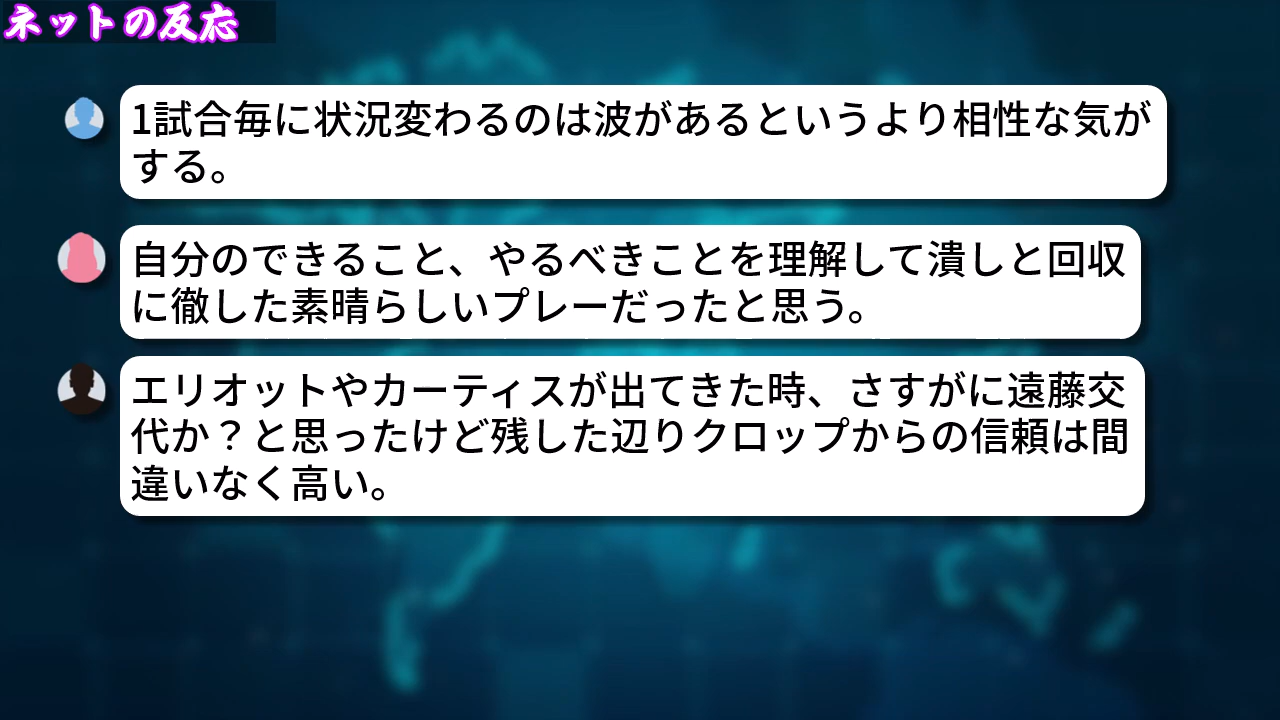 ネットの反応
1試合毎に状況変わるのは波があるというより相性な気が
する。
自分のできること、やるべきことを理解して潰しと回収
に徹した素晴らしいプレーだったと思う。
エリオットやカーティスが出てきた時、さすがに遠藤交
代か？と思ったけど残した辺りクロップからの信頼は間
違いなく高い。